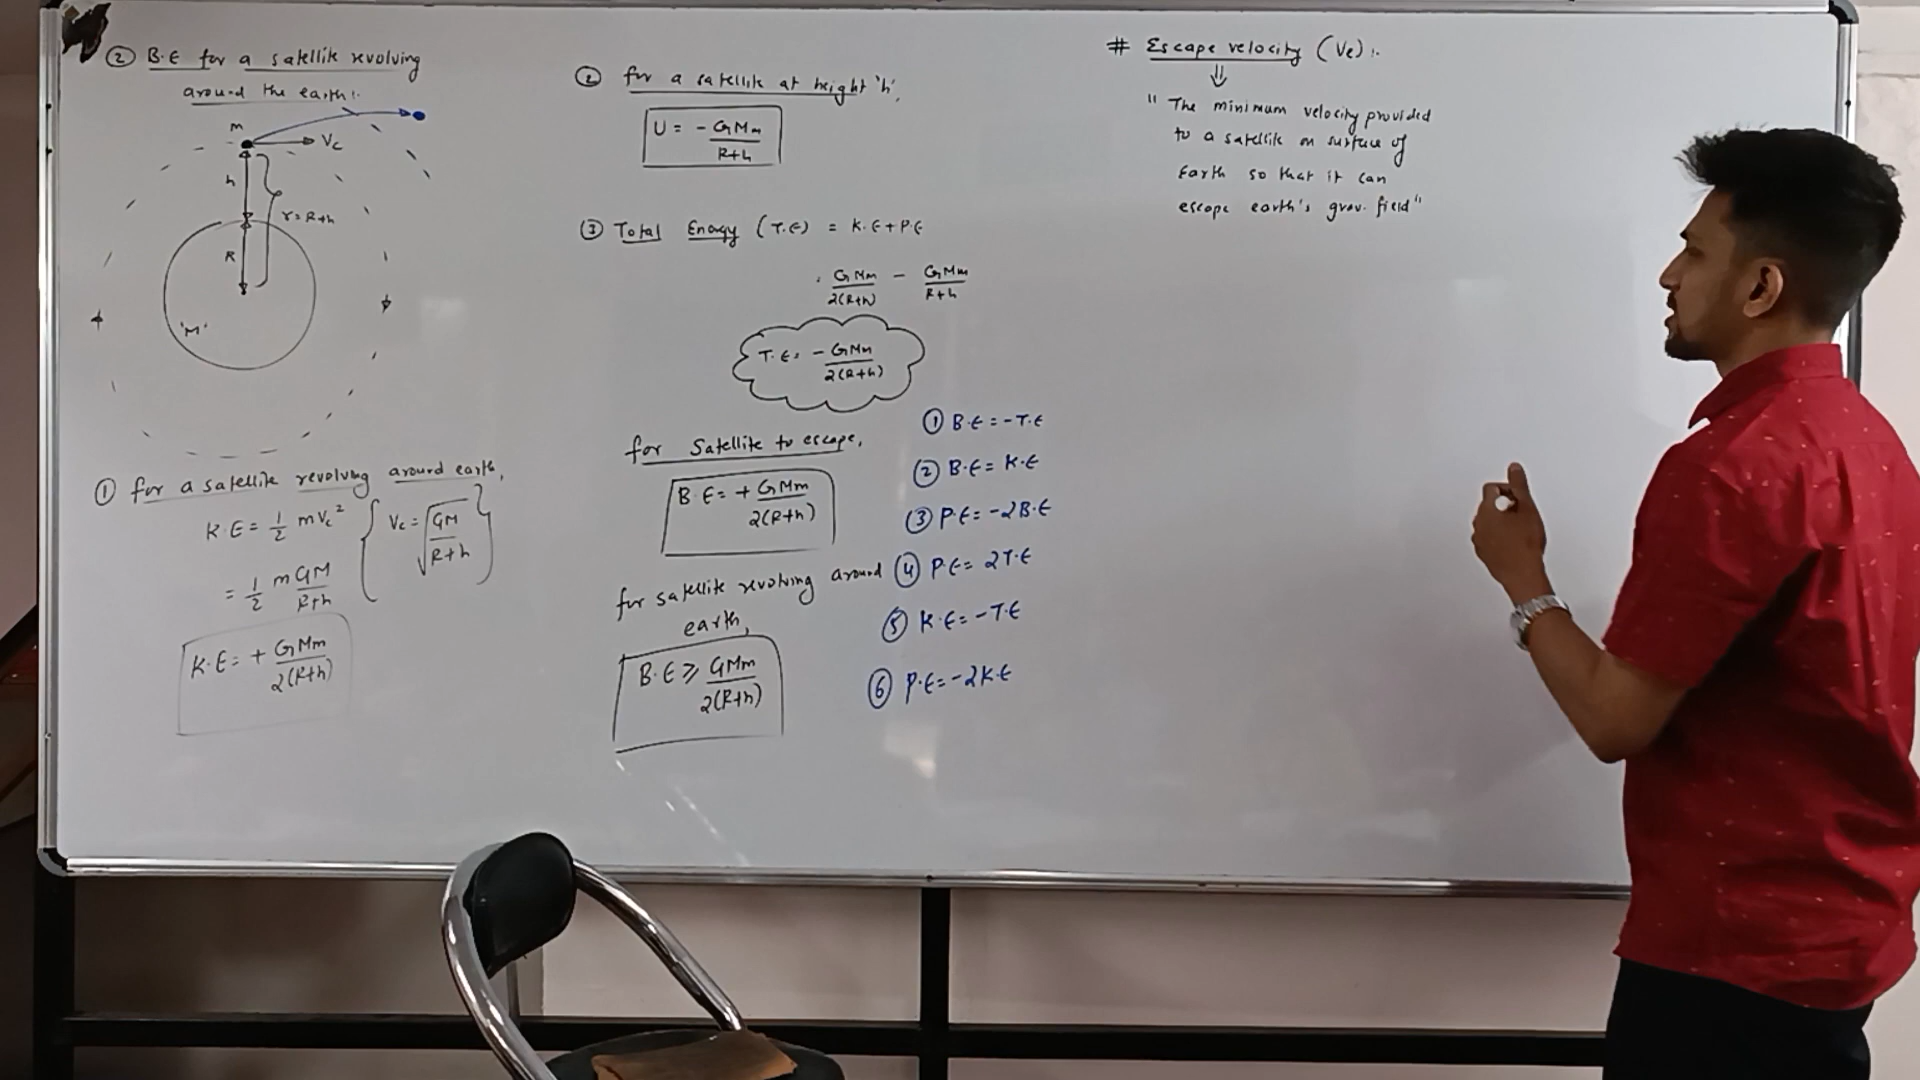 ② B.E for a satellite revolving
around the earth:.
m
Vc
h
r=R+h
R
'M'
① for a satellite revolving around earth,
K.E = 1/2 mVc²
{ Vc = √(GM/R+h) }
= 1/2 m GM/R+h
K.E = + GMm/2(R+h)
② for a satellite at height 'h',
U = - GMm/R+h
③ Total Energy (T.E) = K.E + P.E
= GMm/2(R+h) - GMm/R+h
T.E = - GMm/2(R+h)
for Satellite to escape,
B.E = + GMm/2(R+h)
for satellite revolving around
earth,
B.E ⩾ GMm/2(R+h)
① B.E = -T.E
② B.E = K.E
③ P.E = -2B.E
④ P.E = 2T.E
⑤ K.E = -T.E
⑥ P.E = -2K.E
# Escape velocity (Ve):.
⇓
" The minimum velocity provided
to a satellite on surface of
Earth so that it can
escape earth's grav. field"